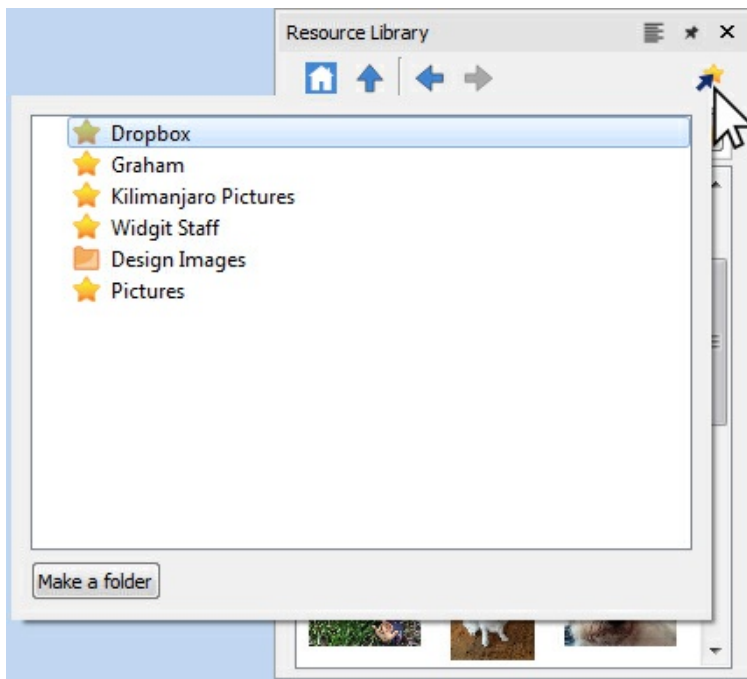 Resource Library
Dropbox
Graham
Kilimanjaro Pictures
Widgit Staff
Design Images
Pictures
Make a folder